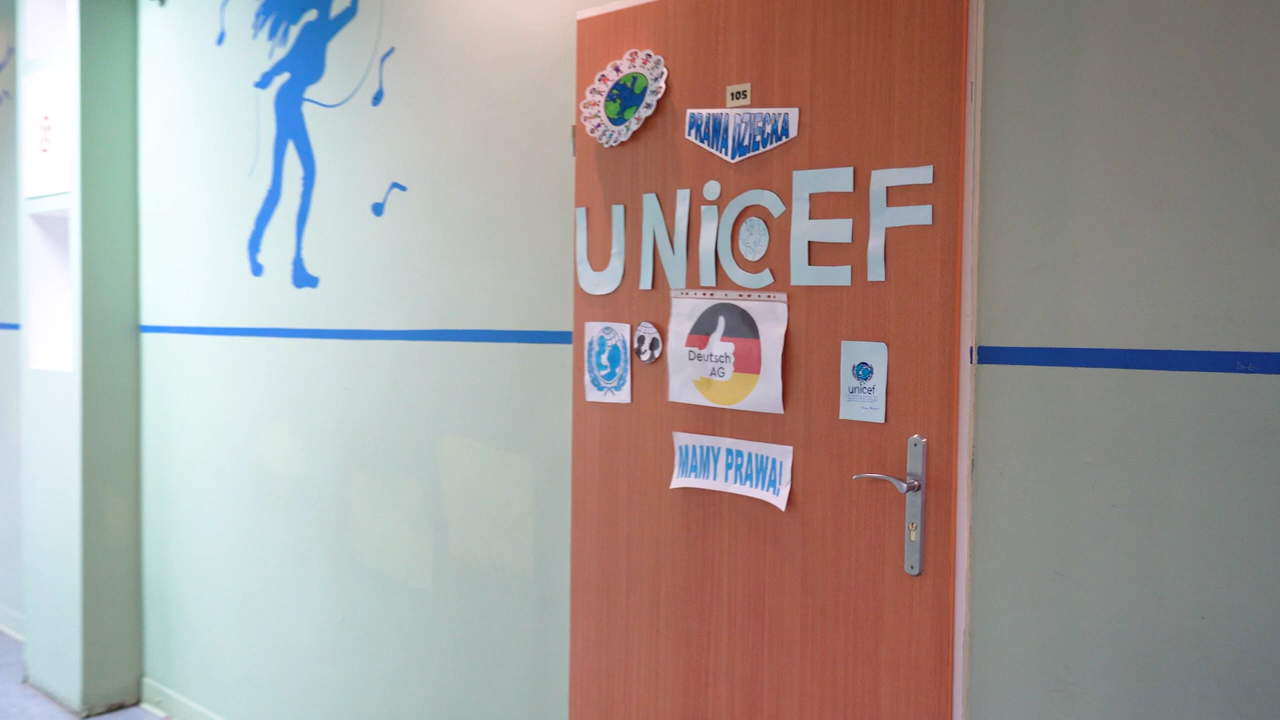 105
PRAWA DZIECKA
UNiCEF
Deutsch
AG
unicef
MAMY PRAWA!